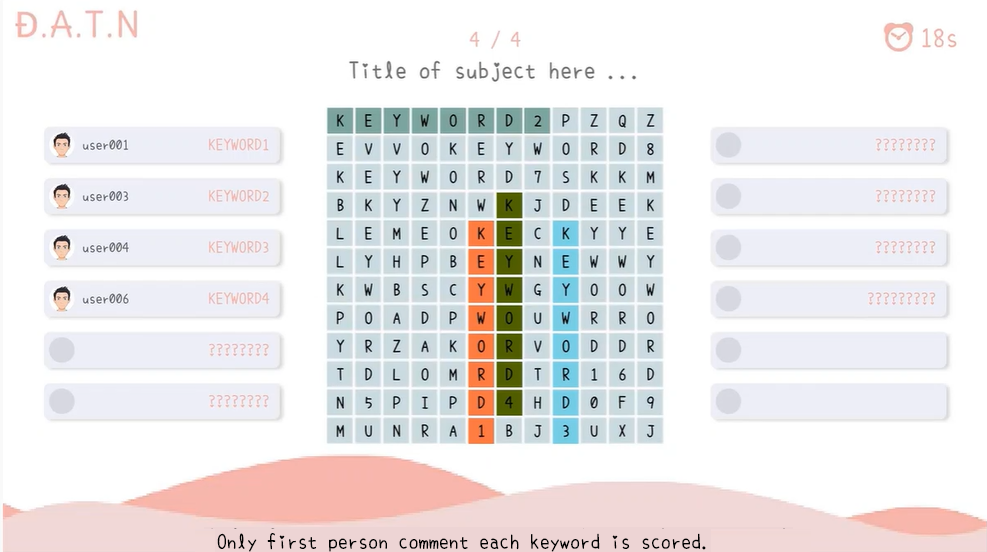 Đ.A.T.N
18s
4 / 4
Title of subject here ...
user001 KEYWORD1
user003 KEYWORD2
user004 KEYWORD3
user006 KEYWORD4
????????
????????
K E Y W O R D 2 P Z Q Z
E V V O K E Y W O R D 8
K E Y W O R D 7 S K K M
B K Y Z N W K J D E E K
L E M E O K E C K Y Y E
L Y H P B E Y N E W W Y
K W B S C Y W G Y O O W
P O A D P W O U W R R O
Y R Z A K O R V O D D R
T D L O M R D T R 1 6 D
N 5 P I P D 4 H D 0 F 9
M U N R A 1 B J 3 U X J
????????
????????
????????
?????????
Only first person comment each keyword is scored.